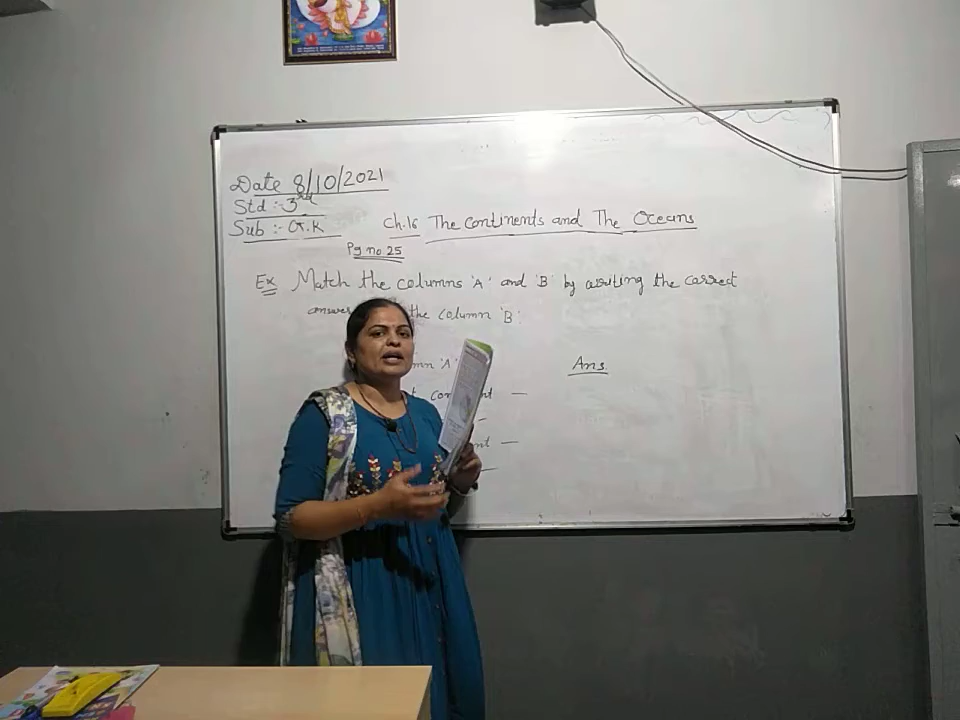 Date 8/10/2021
Std :- 3rd
Sub :- G.K
Ch.16 The Continents and The Oceans
Pg no 25
Ex Match the columns 'A' and 'B' by writing the correct
answer the column 'B'.
'A' Ans.
—
—
—
—